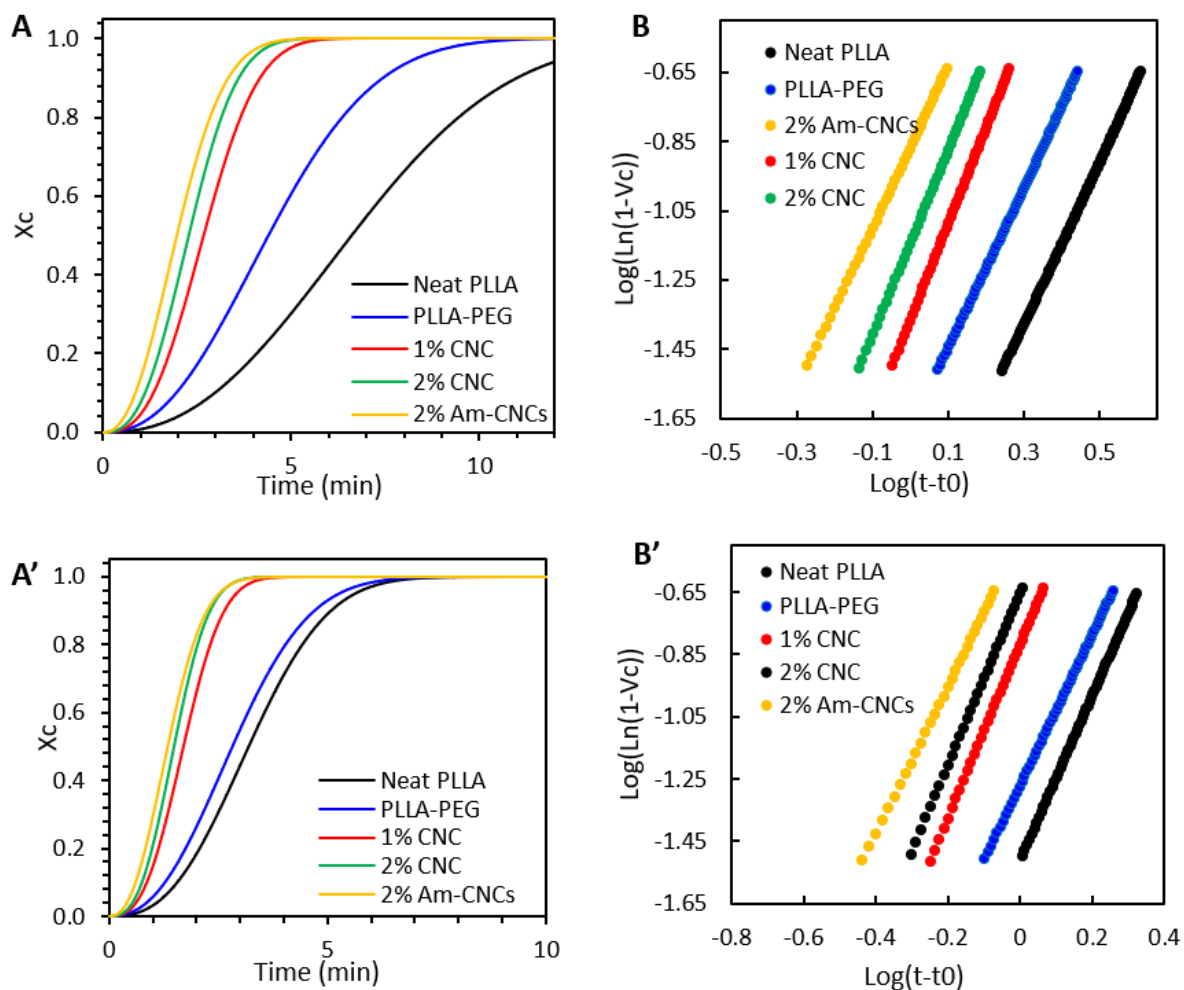 A
1.0
0.8
0.6
0.4
0.2
0.0
Xc
Neat PLLA
PLLA-PEG
1% CNC
2% CNC
2% Am-CNCs
0
5
10
Time (min)
B
-0.65
-0.85
-1.05
-1.25
-1.45
-1.65
Log(Ln(1-Vc))
Neat PLLA
PLLA-PEG
2% Am-CNCs
1% CNC
2% CNC
-0.5
-0.3
-0.1
0.1
0.3
0.5
Log(t-t0)
A'
1.0
0.8
0.6
0.4
0.2
0.0
Xc
Neat PLLA
PLLA-PEG
1% CNC
2% CNC
2% Am-CNCs
0
5
10
Time (min)
B'
-0.65
-0.85
-1.05
-1.25
-1.45
-1.65
Log(Ln(1-Vc))
Neat PLLA
PLLA-PEG
1% CNC
2% CNC
2% Am-CNCs
-0.8
-0.6
-0.4
-0.2
0
0.2
0.4
Log(t-t0)